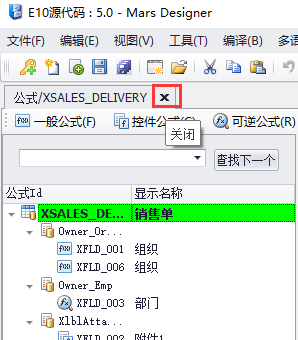 E10源代码 : 5.0 - Mars Designer
文件(F) 编辑(E) 视图(V) 工具(T) 编译(B) 多语
公式/XSALES_DELIVERY ×
f(x) 一般公式(F) 控件公式(C) 可逆公式(R)
关闭
查找下一个
公式Id 显示名称
XSALES_DE... 销售单
Owner_Or...
f(x) XFLD_001 组织
f(x) XFLD_006 组织
Owner_Emp
XFLD_003 部门
XlblAtta...
XFLD_002 附件1